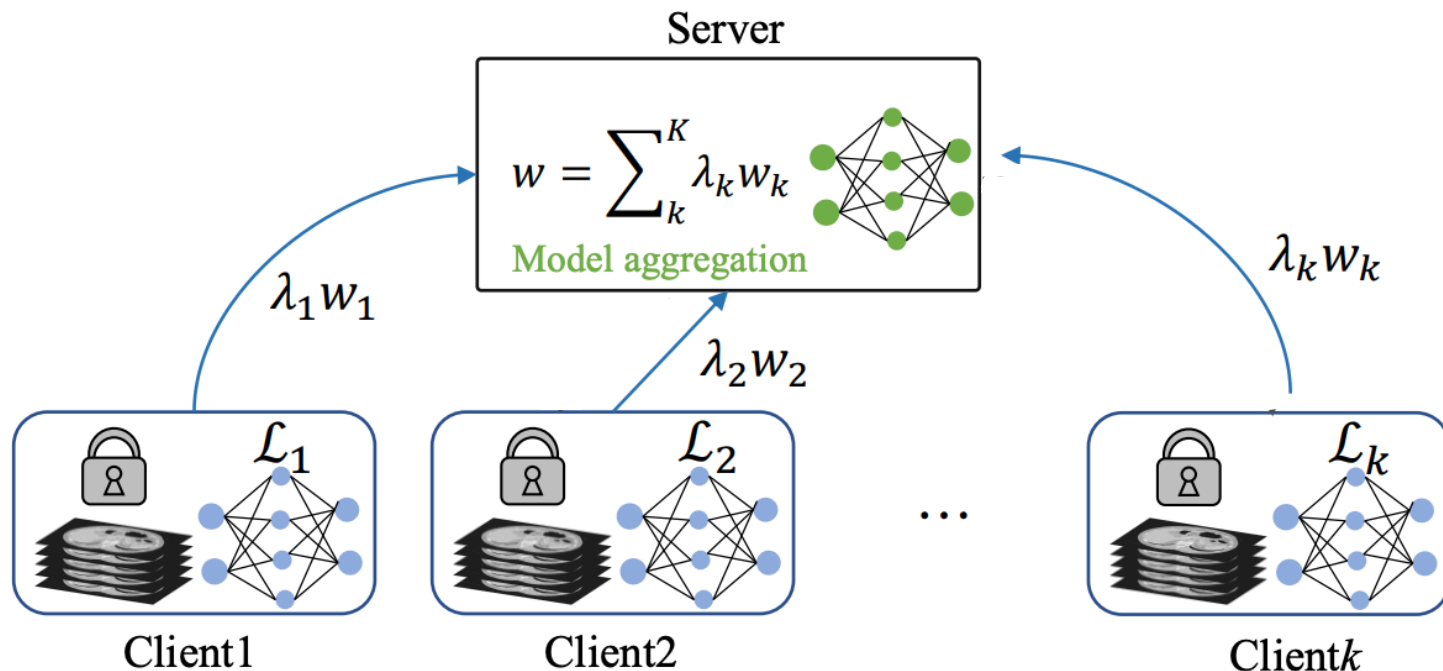 Server
w = ∑_k^K λ_k w_k
Model aggregation
λ_1 w_1
λ_2 w_2
λ_k w_k
ℒ_1
ℒ_2
ℒ_k
...
Client1
Client2
Clientk